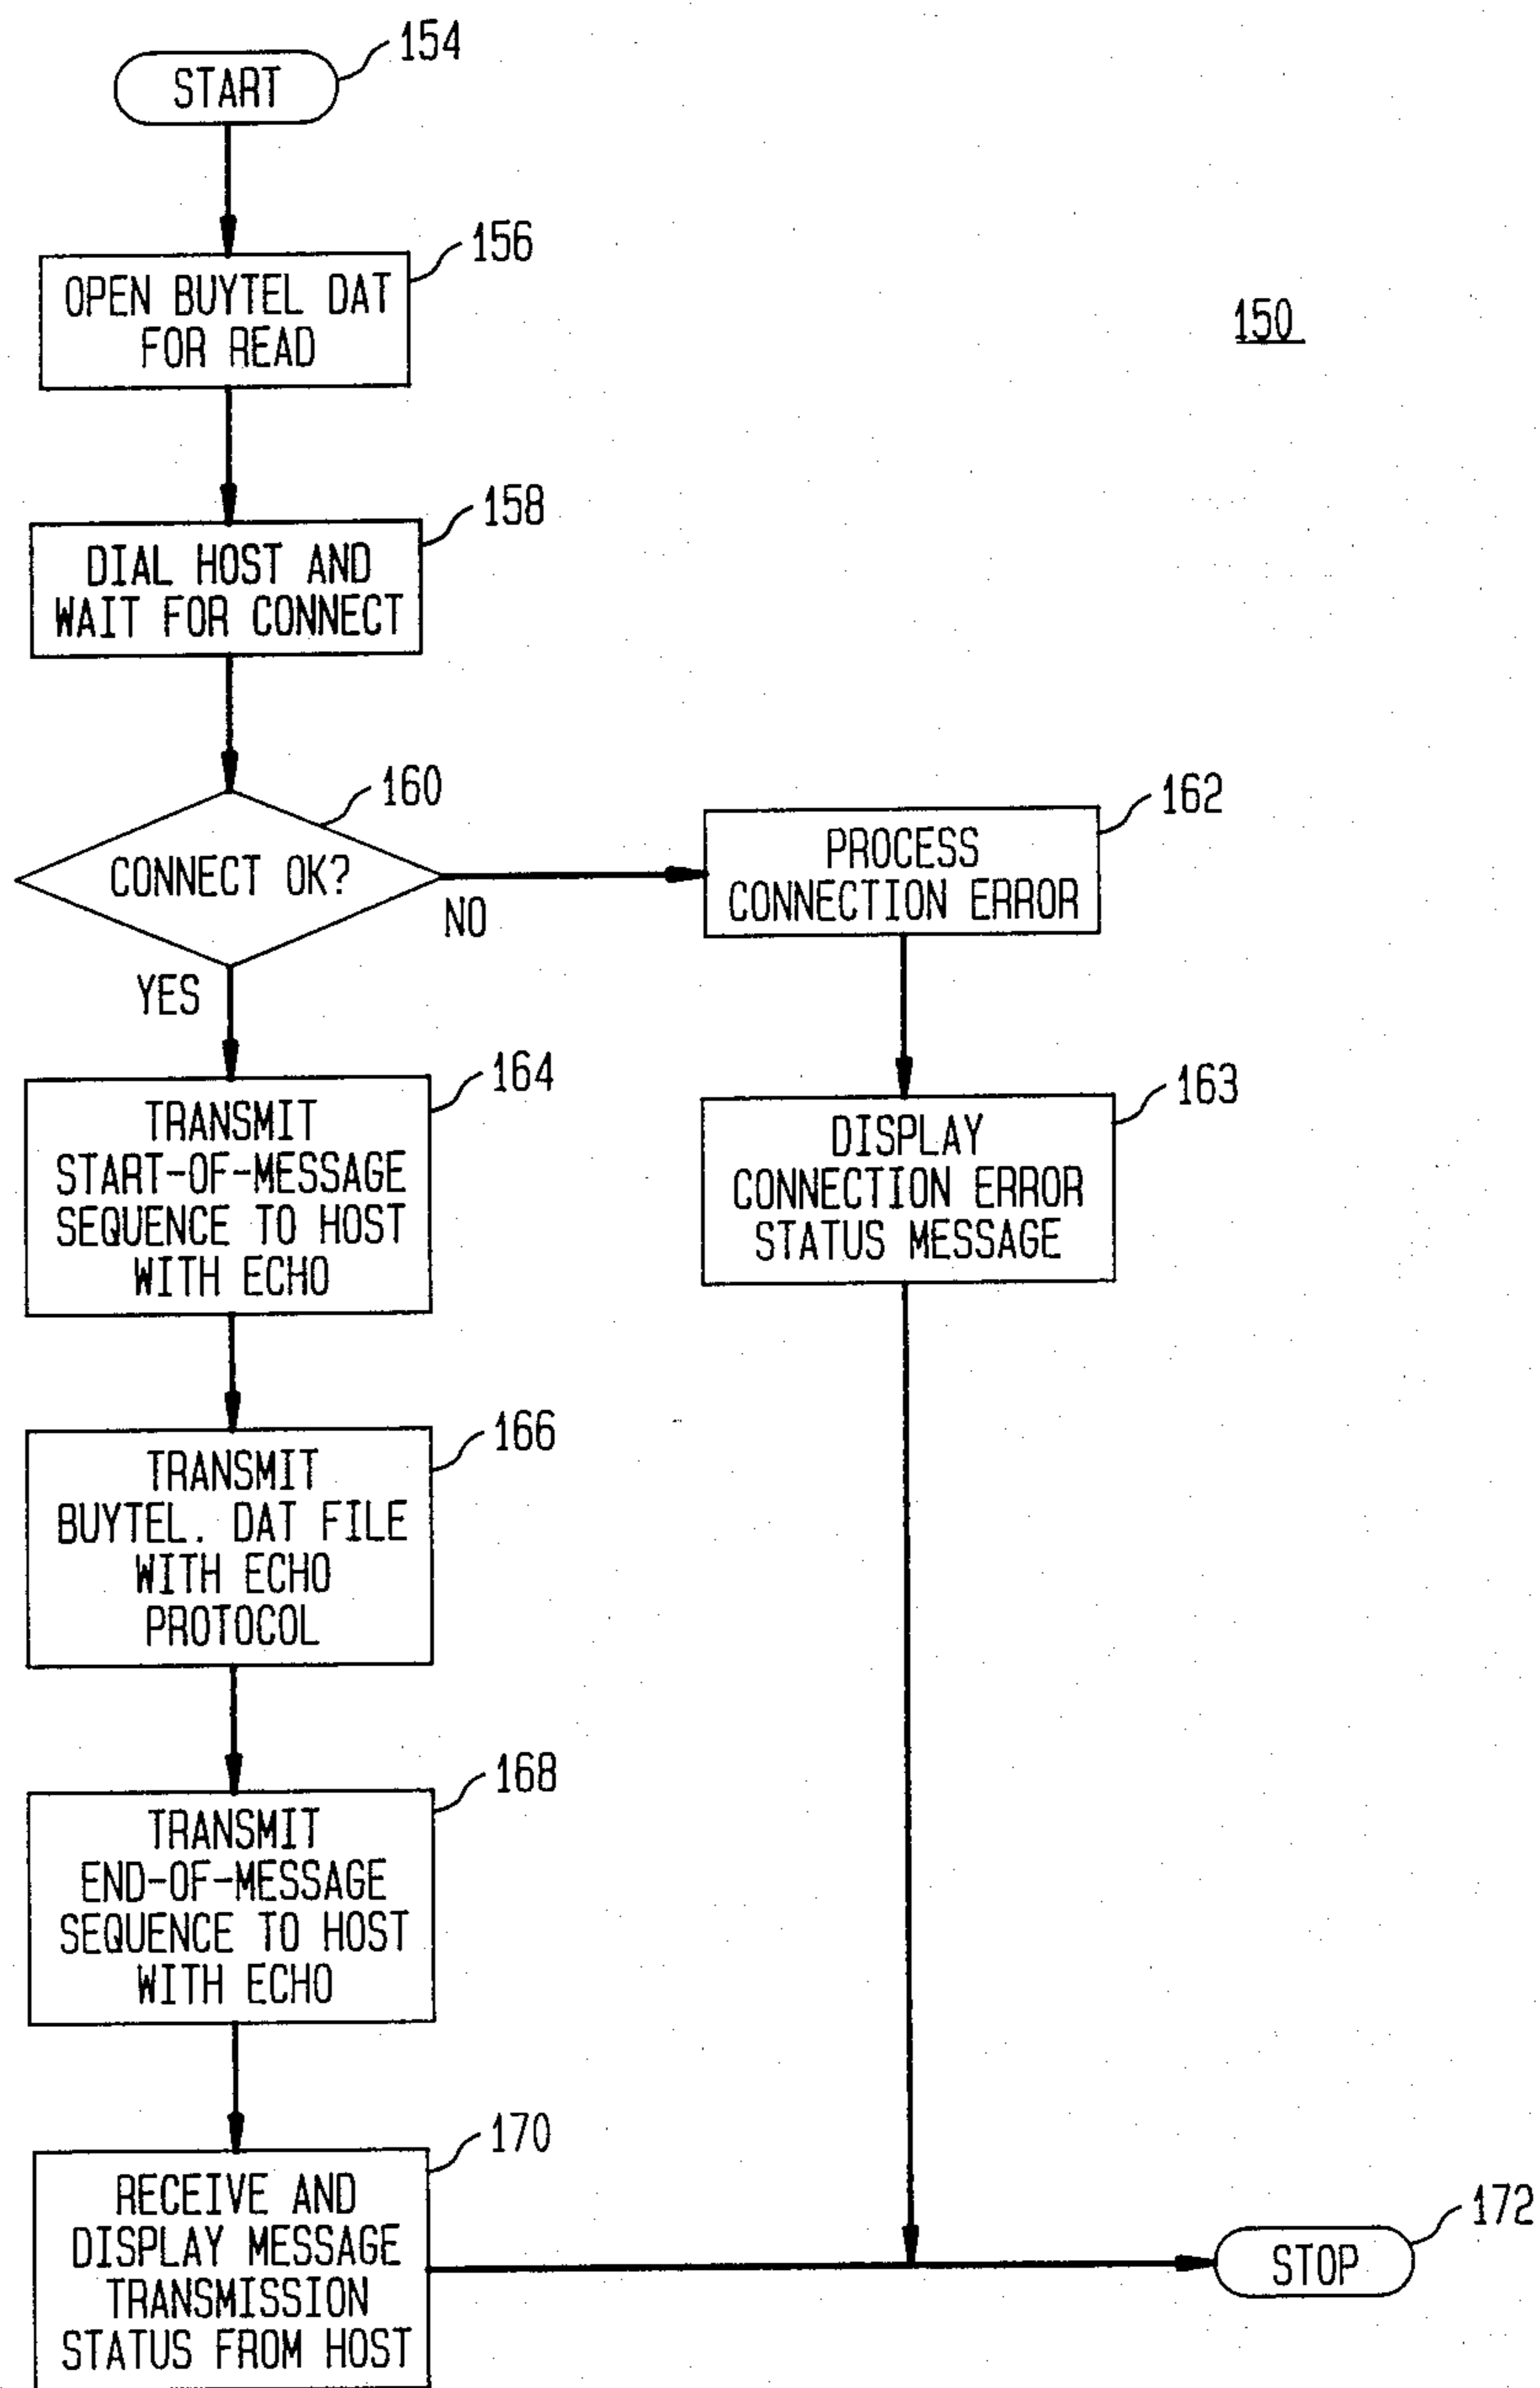 154
START
156
OPEN BUYTEL DAT
FOR READ
150
158
DIAL HOST AND
WAIT FOR CONNECT
160
CONNECT OK?
NO
YES
162
PROCESS
CONNECTION ERROR
164
TRANSMIT
START-OF-MESSAGE
SEQUENCE TO HOST
WITH ECHO
163
DISPLAY
CONNECTION ERROR
STATUS MESSAGE
166
TRANSMIT
BUYTEL. DAT FILE
WITH ECHO
PROTOCOL
168
TRANSMIT
END-OF-MESSAGE
SEQUENCE TO HOST
WITH ECHO
170
RECEIVE AND
DISPLAY MESSAGE
TRANSMISSION
STATUS FROM HOST
172
STOP